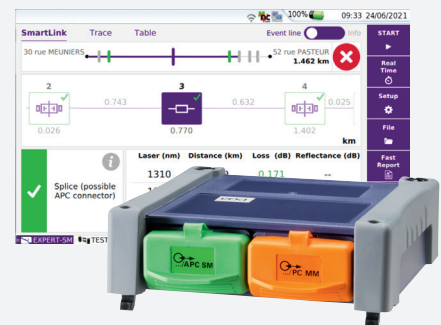 100% 09:33 24/06/2021
SmartLink Trace Table Event line Info START
30 rue MEUNIERS 52 rue PASTEUR
1.462 km
Real
Time
2 3 4
0.743 0.632 0.025
0.026 0.770 1.402
km
Setup
File
Fast
Report
Laser (nm) Distance (km) Loss (dB) Reflectance (dB)
1310 0.171 --
Splice (possible
APC connector)
EXPERT-SM TEST
APC SM
PC MM